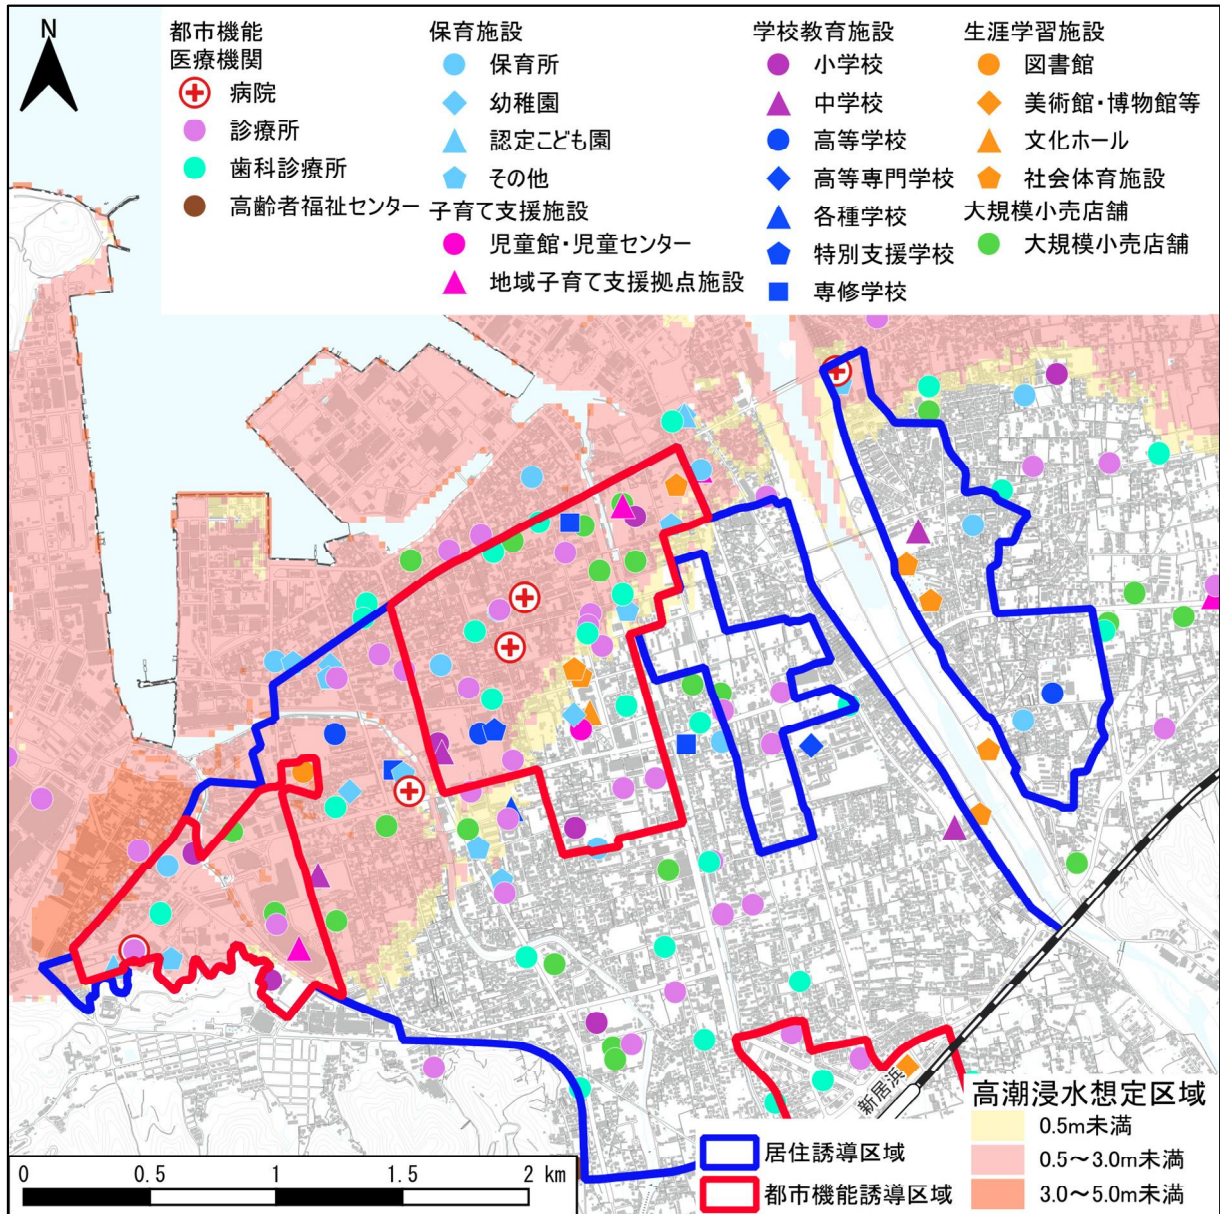 N
都市機能
医療機関
病院
診療所
歯科診療所
高齢者福祉センター
保育施設
保育所
幼稚園
認定こども園
その他
子育て支援施設
児童館・児童センター
地域子育て支援拠点施設
学校教育施設
小学校
中学校
高等学校
高等専門学校
各種学校
特別支援学校
専修学校
生涯学習施設
図書館
美術館・博物館等
文化ホール
社会体育施設
大規模小売店舗
大規模小売店舗
新居浜
高潮浸水想定区域
0.5m未満
0.5～3.0m未満
3.0～5.0m未満
居住誘導区域
都市機能誘導区域
0 0.5 1 1.5 2 km